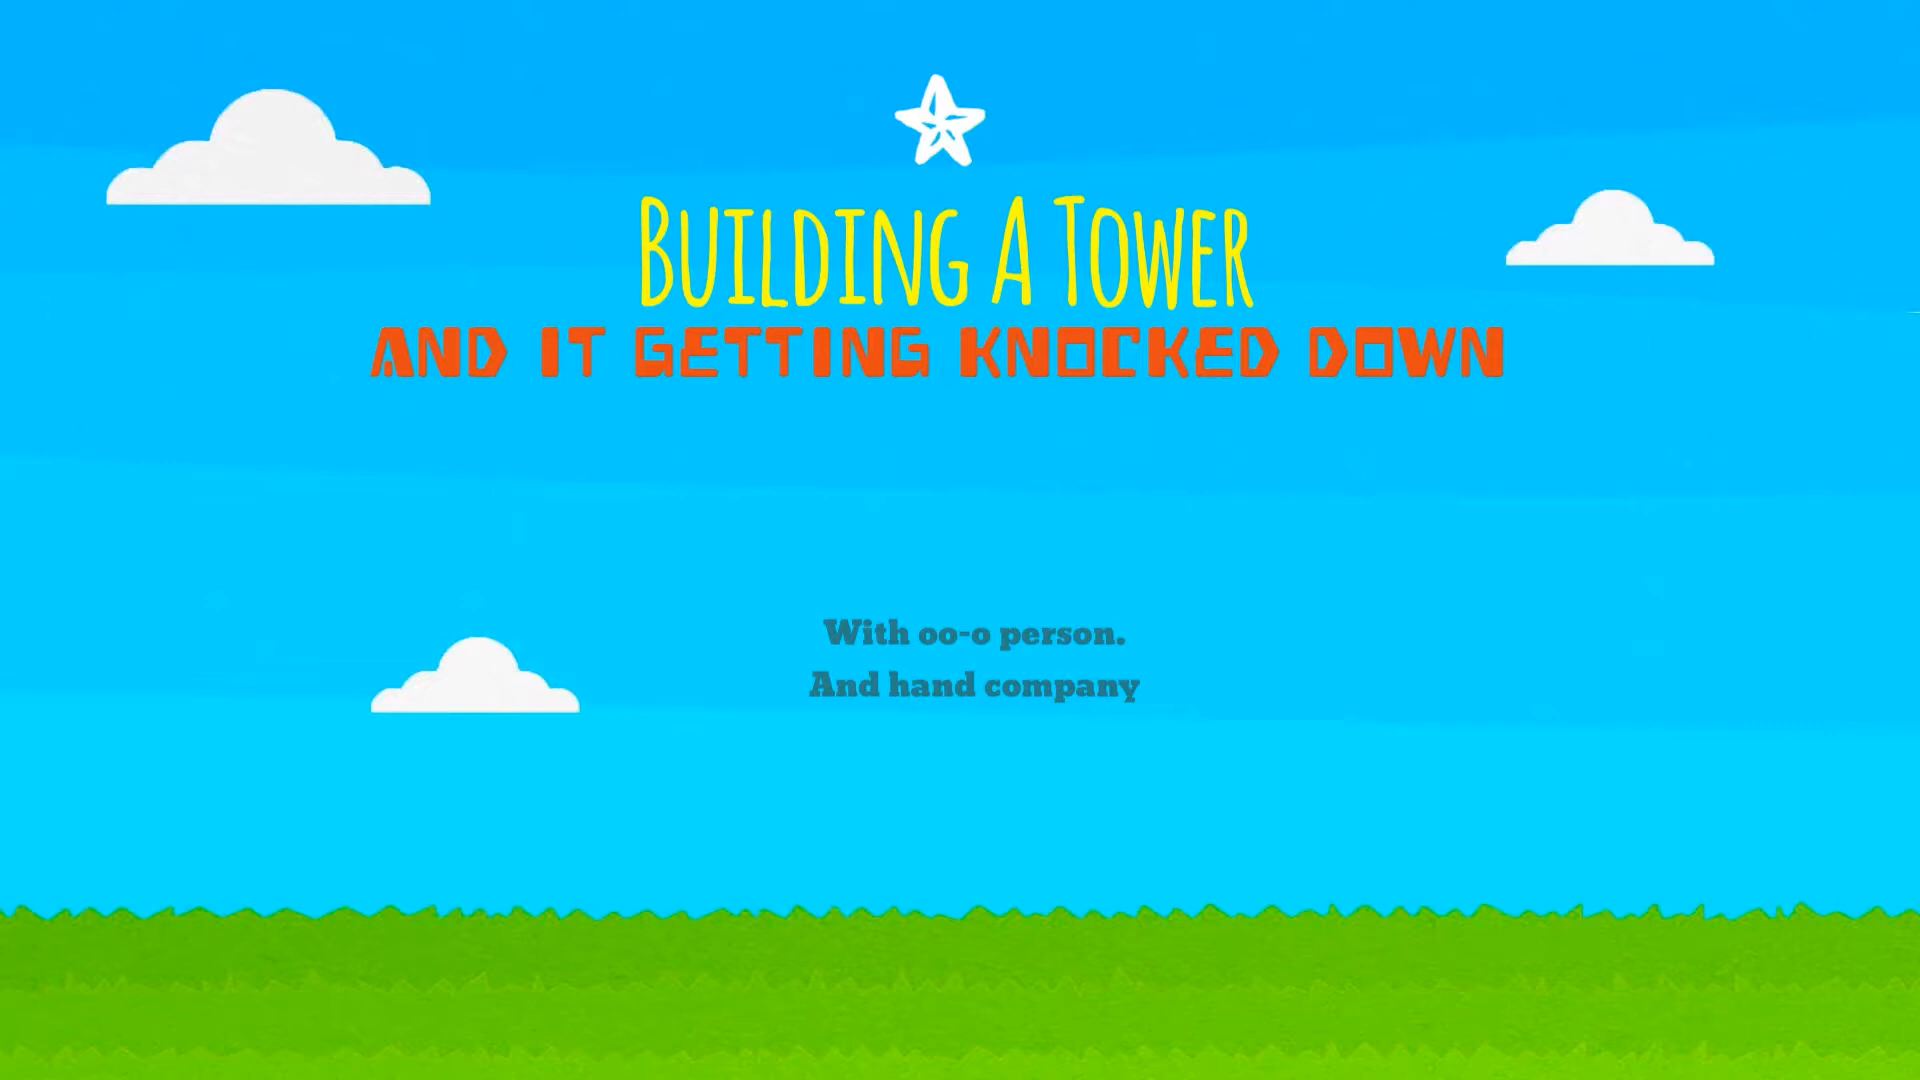 Building A Tower
AND IT GETTING KNOCKED DOWN
With oo-o person.
And hand company